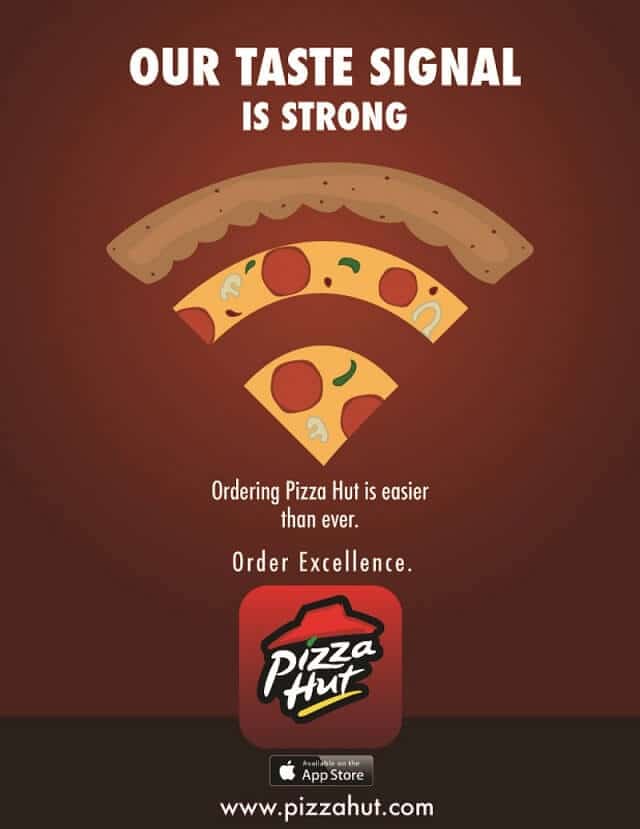 OUR TASTE SIGNAL
IS STRONG
Ordering Pizza Hut is easier
than ever.
Order Excellence.
Pizza
Hut
Available on the
App Store
www.pizzahut.com